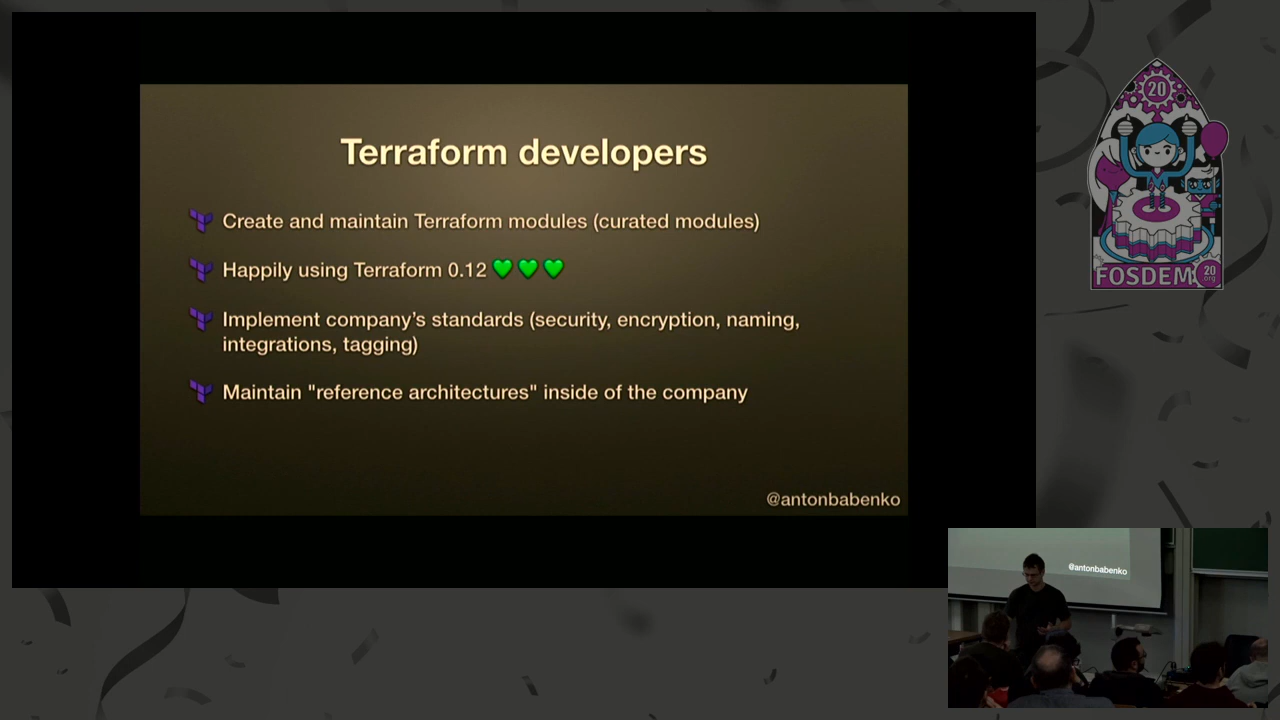 Terraform developers
Create and maintain Terraform modules (curated modules)
Happily using Terraform 0.12 💚 💚 💚
Implement company's standards (security, encryption, naming,
integrations, tagging)
Maintain "reference architectures" inside of the company
@antonbabenko
20
FOSDEM
20
org
@antonbabenko